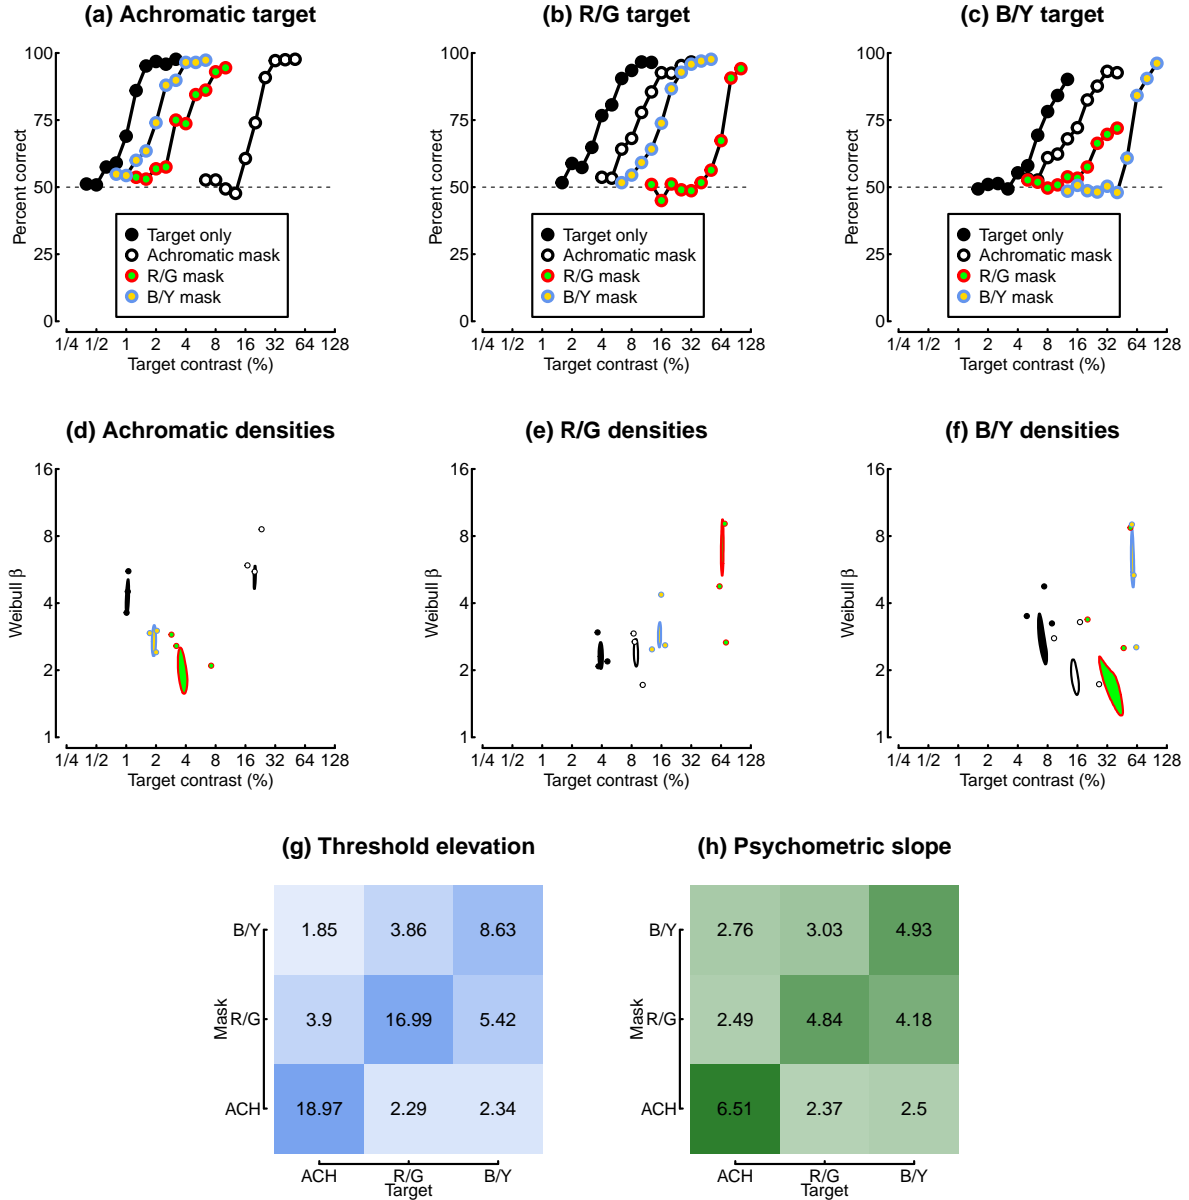 (a) Achromatic target
(b) R/G target
(c) B/Y target
Percent correct
100
75
50
25
0
Target only
Achromatic mask
R/G mask
B/Y mask
1/4 1/2 1 2 4 8 16 32 64 128
Target contrast (%)
Percent correct
100
75
50
25
0
Target only
Achromatic mask
R/G mask
B/Y mask
1/4 1/2 1 2 4 8 16 32 64 128
Target contrast (%)
Percent correct
100
75
50
25
0
Target only
Achromatic mask
R/G mask
B/Y mask
1/4 1/2 1 2 4 8 16 32 64 128
Target contrast (%)
(d) Achromatic densities
(e) R/G densities
(f) B/Y densities
Weibull β
16
8
4
2
1
1/4 1/2 1 2 4 8 16 32 64 128
Target contrast (%)
Weibull β
16
8
4
2
1
1/4 1/2 1 2 4 8 16 32 64 128
Target contrast (%)
Weibull β
16
8
4
2
1
1/4 1/2 1 2 4 8 16 32 64 128
Target contrast (%)
(g) Threshold elevation
Mask
B/Y 1.85 3.86 8.63
R/G 3.9 16.99 5.42
ACH 18.97 2.29 2.34
ACH R/G B/Y
Target
(h) Psychometric slope
Mask
B/Y 2.76 3.03 4.93
R/G 2.49 4.84 4.18
ACH 6.51 2.37 2.5
ACH R/G B/Y
Target